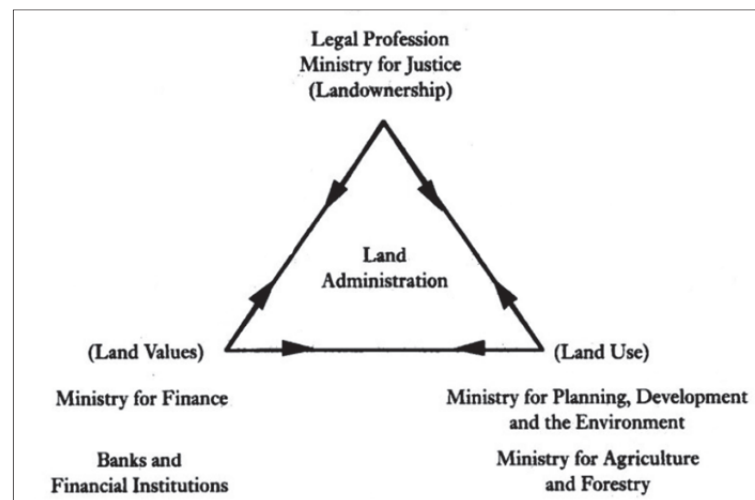 Legal Profession
Ministry for Justice
(Landownership)
Land
Administration
(Land Values)
(Land Use)
Ministry for Finance
Ministry for Planning, Development
and the Environment
Banks and
Financial Institutions
Ministry for Agriculture
and Forestry